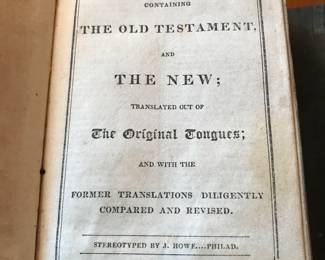 CONTAINING
THE OLD TESTAMENT,
AND
THE NEW;
TRANSLATED OUT OF
The Original Tongues;
AND WITH THE
FORMER TRANSLATIONS DILIGENTLY
COMPARED AND REVISED.
STEREOTYPED BY J. HOWE....PHILAD.